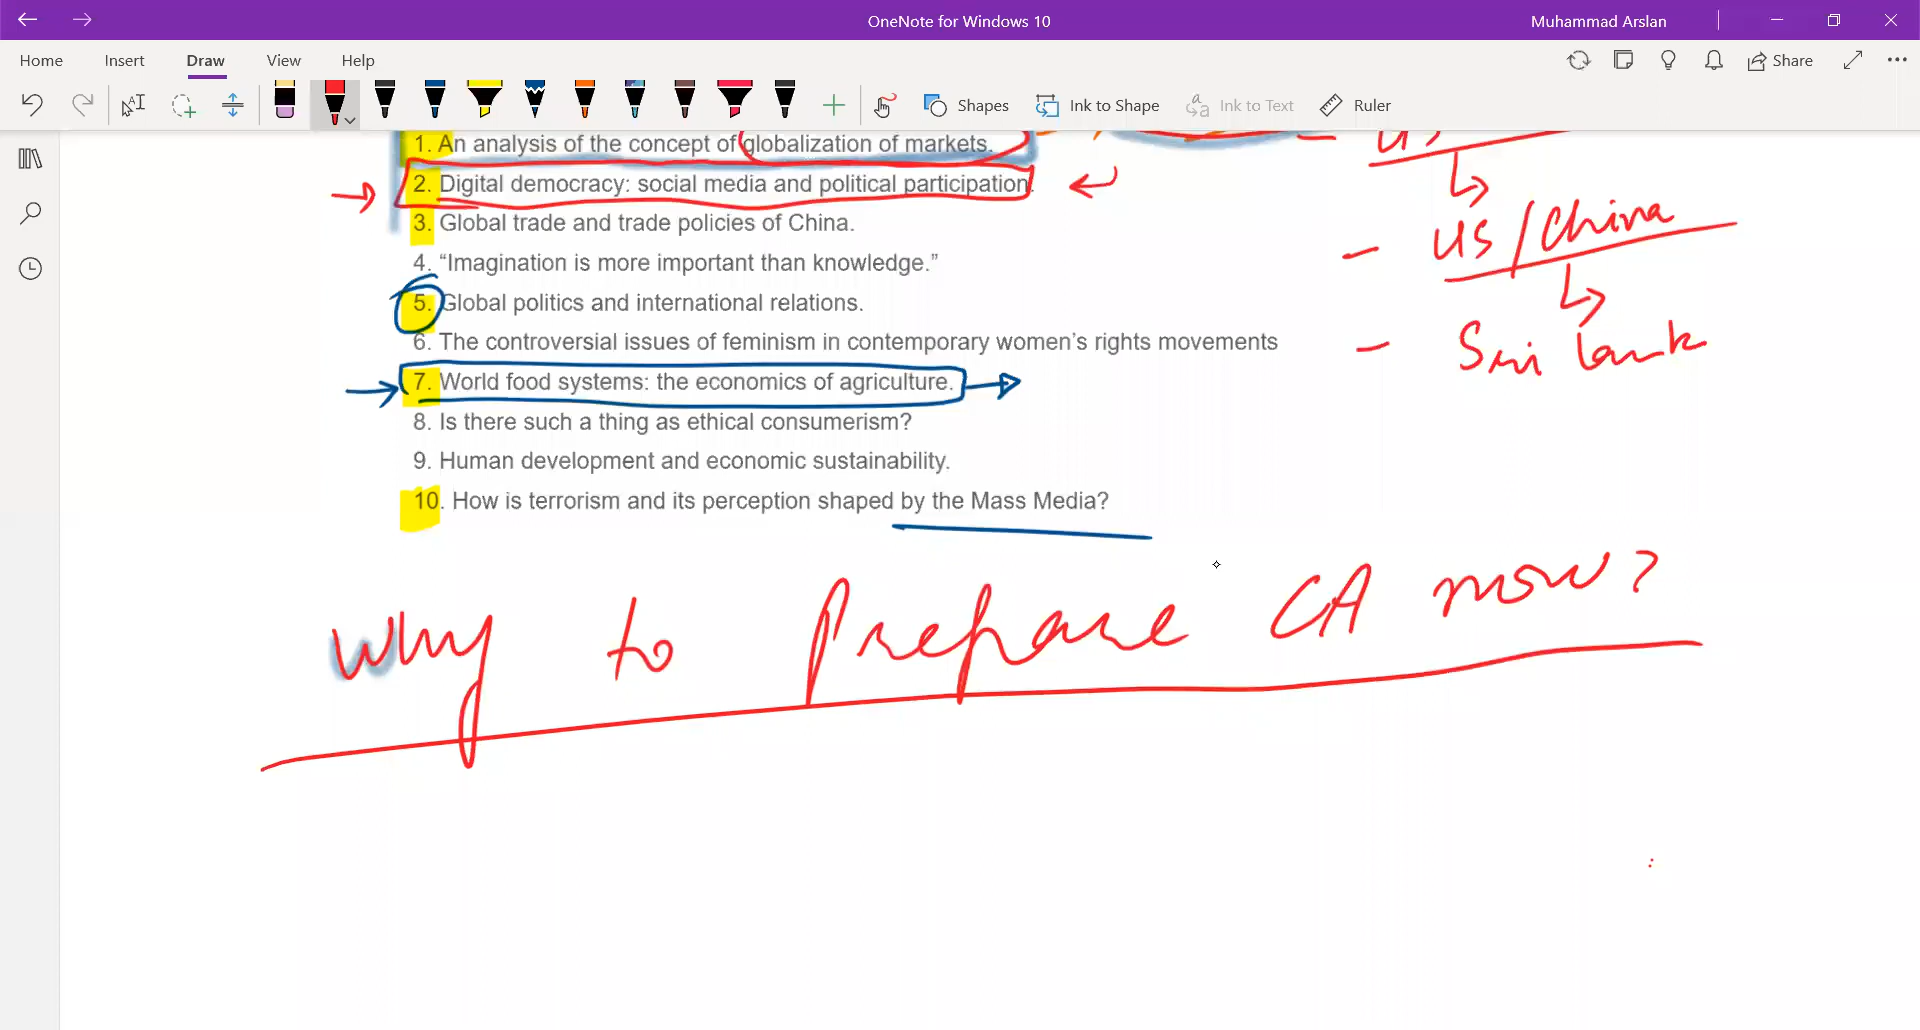 OneNote for Windows 10
Muhammad Arslan
Home Insert Draw View Help
Share
Shapes Ink to Shape Ink to Text Ruler
1. An analysis of the concept of globalization of markets.
2. Digital democracy: social media and political participation.
3. Global trade and trade policies of China.
- US / China
4. “Imagination is more important than knowledge.”
5. Global politics and international relations.
6. The controversial issues of feminism in contemporary women’s rights movements
- Sri lank
7. World food systems: the economics of agriculture.
8. Is there such a thing as ethical consumerism?
9. Human development and economic sustainability.
10. How is terrorism and its perception shaped by the Mass Media?
Why to Prepare CA now?